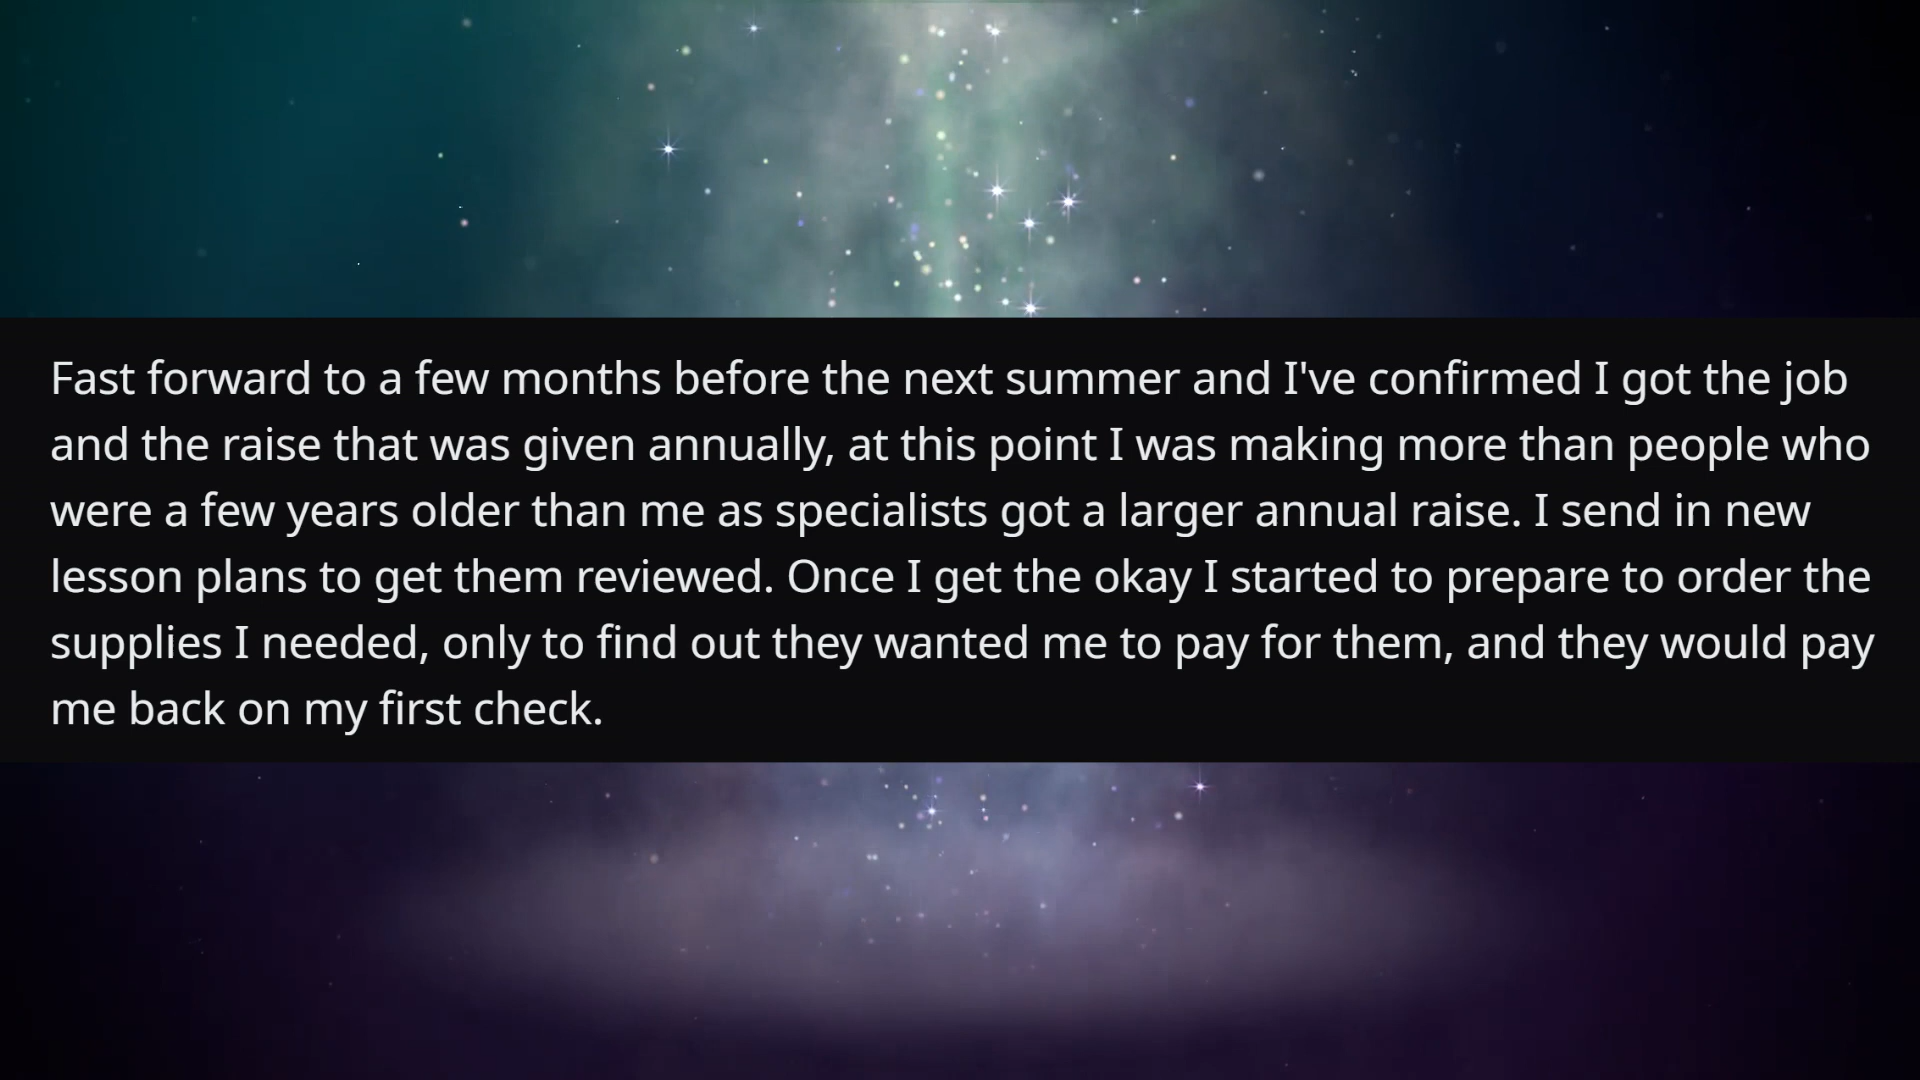 Fast forward to a few months before the next summer and I've confirmed I got the job
and the raise that was given annually, at this point I was making more than people who
were a few years older than me as specialists got a larger annual raise. I send in new
lesson plans to get them reviewed. Once I get the okay I started to prepare to order the
supplies I needed, only to find out they wanted me to pay for them, and they would pay
me back on my first check.